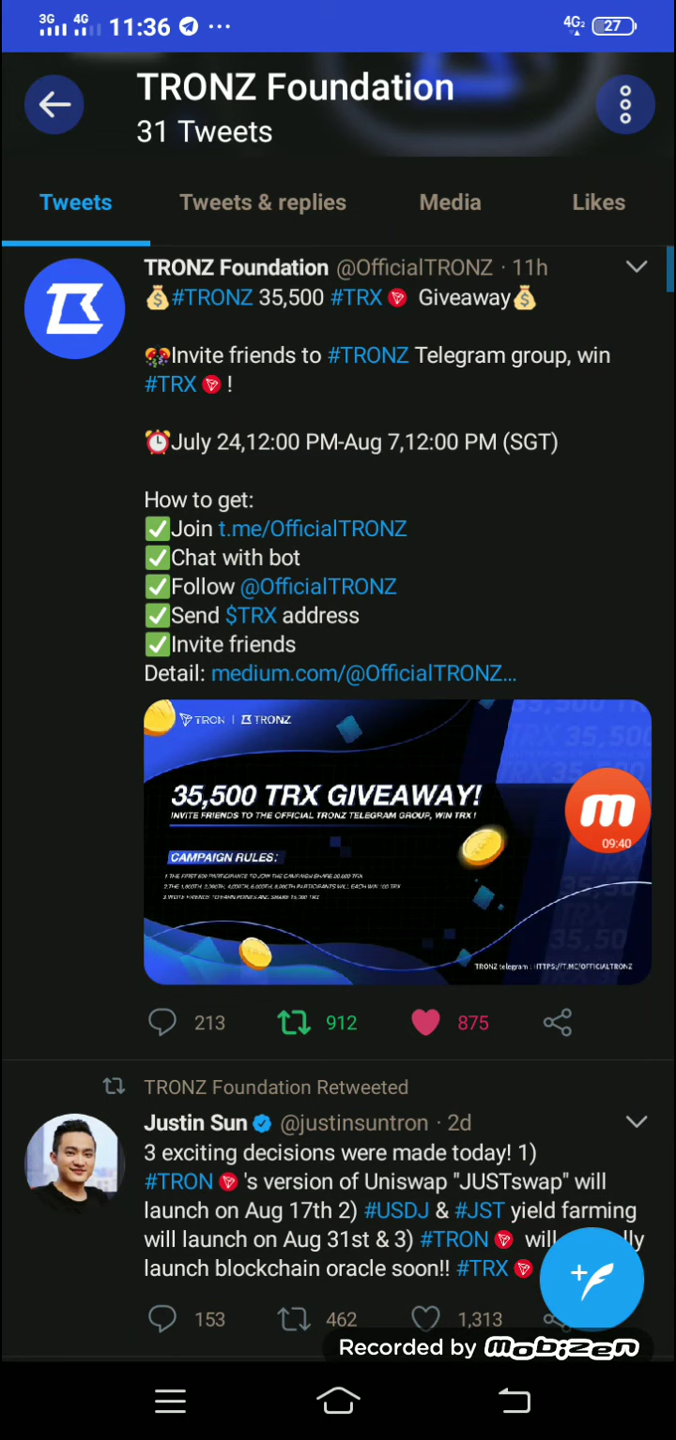 3G 4G 11:36 ... 4G2 27
TRONZ Foundation
31 Tweets
Tweets Tweets & replies Media Likes
TRONZ Foundation @OfficialTRONZ · 11h
💰#TRONZ 35,500 #TRX Giveaway💰
🎊Invite friends to #TRONZ Telegram group, win
#TRX !
⏰July 24,12:00 PM-Aug 7,12:00 PM (SGT)
How to get:
✅Join t.me/OfficialTRONZ
✅Chat with bot
✅Follow @OfficialTRONZ
✅Send $TRX address
✅Invite friends
Detail: medium.com/@OfficialTRONZ…
TRON | TRONZ
35,500 TRX GIVEAWAY!
INVITE FRIENDS TO THE OFFICIAL TRONZ TELEGRAM GROUP, WIN TRX !
CAMPAIGN RULES:
TRONZ telegram : HTTPS://T.ME/OFFICIALTRONZ
09:40
213 912 875
TRONZ Foundation Retweeted
Justin Sun @justinsuntron · 2d
3 exciting decisions were made today! 1)
#TRON 's version of Uniswap "JUSTswap" will
launch on Aug 17th 2) #USDJ & #JST yield farming
will launch on Aug 31st & 3) #TRON
launch blockchain oracle soon!! #TRX
153 462 1,313
Recorded by mobizen